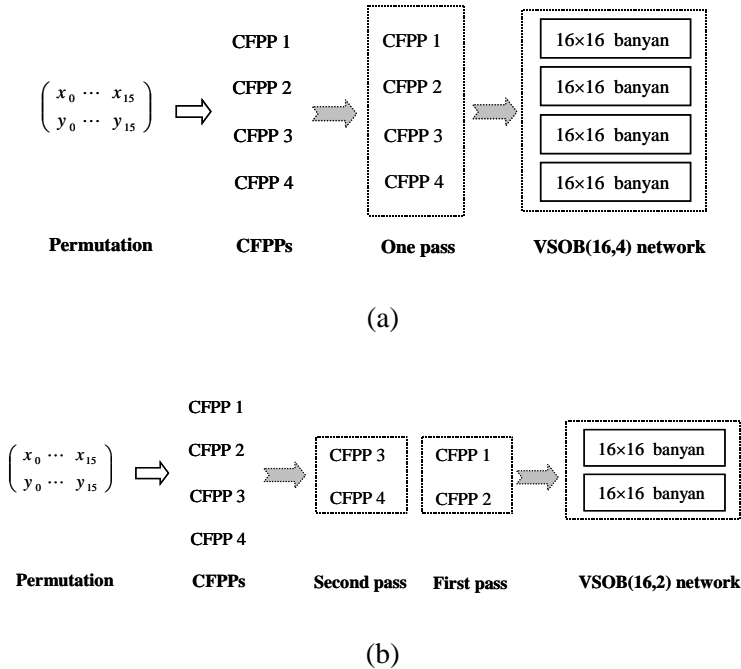 CFPP 1 CFPP 1 16×16 banyan
CFPP 2 CFPP 2 16×16 banyan
( x0 ··· x15 )
( y0 ··· y15 )
CFPP 3 CFPP 3 16×16 banyan
CFPP 4 CFPP 4 16×16 banyan
Permutation CFPPs One pass VSOB(16,4) network
(a)
CFPP 1
CFPP 2 CFPP 3 CFPP 1 16×16 banyan
( x0 ··· x15 )
( y0 ··· y15 )
CFPP 3 CFPP 4 CFPP 2 16×16 banyan
CFPP 4
Permutation CFPPs Second pass First pass VSOB(16,2) network
(b)